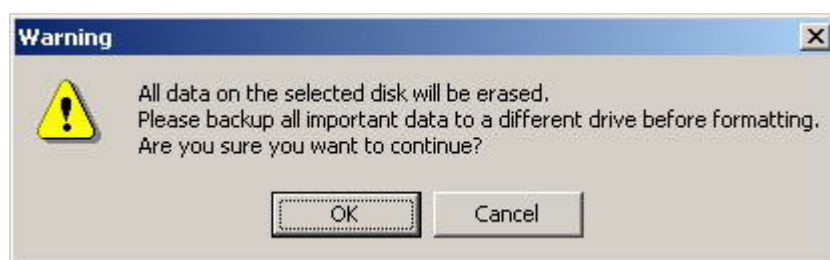 Warning
All data on the selected disk will be erased.
Please backup all important data to a different drive before formatting.
Are you sure you want to continue?
OK Cancel